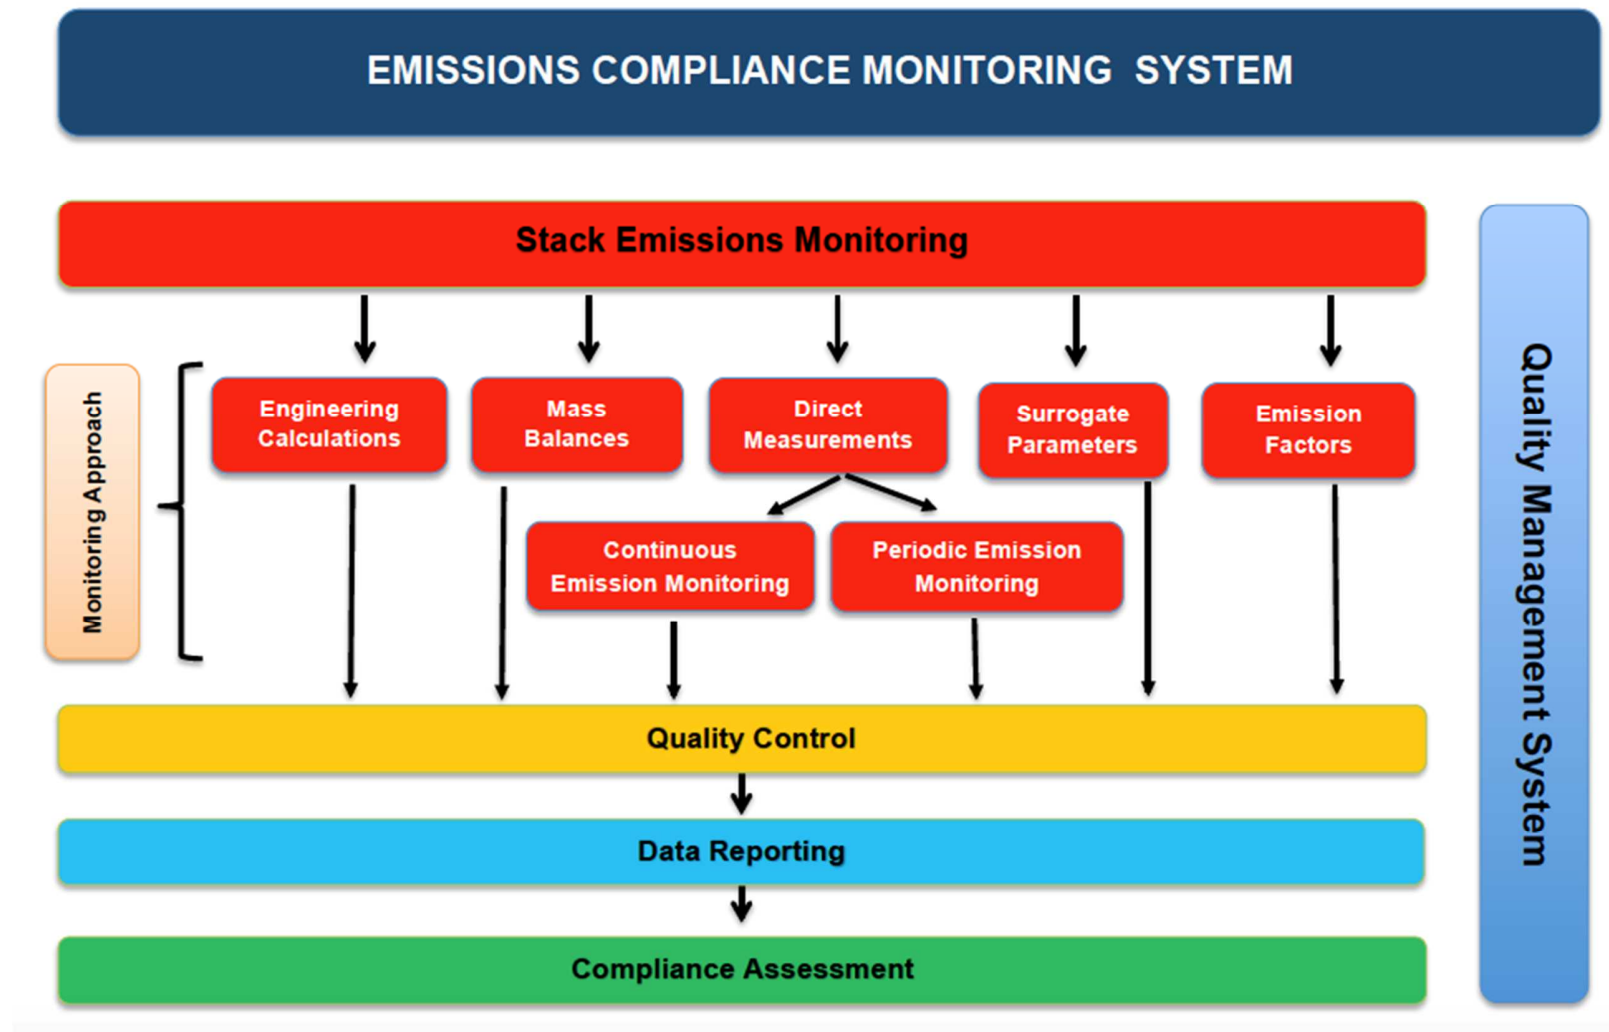 EMISSIONS COMPLIANCE MONITORING SYSTEM
Stack Emissions Monitoring
Monitoring Approach
Engineering
Calculations
Mass
Balances
Direct
Measurements
Surrogate
Parameters
Emission
Factors
Continuous
Emission Monitoring
Periodic Emission
Monitoring
Quality Control
Data Reporting
Compliance Assessment
Quality Management System